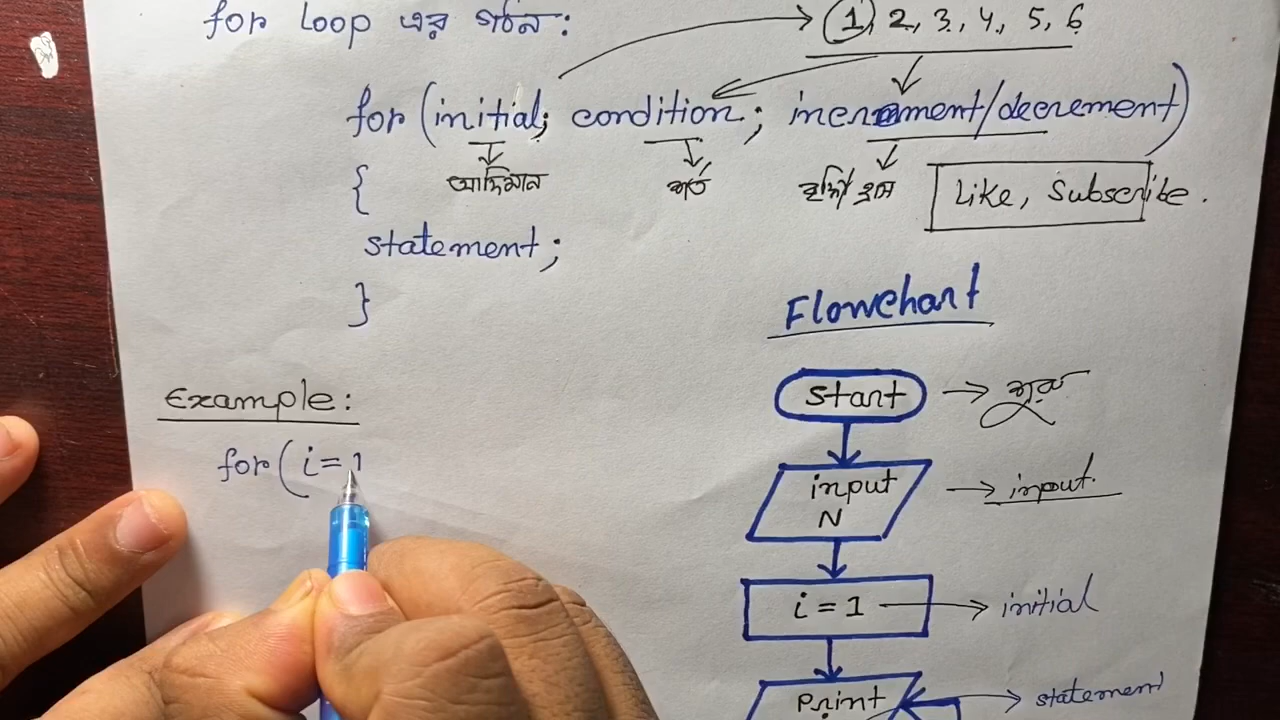 for Loop এর গঠন:
1, 2, 3, 4, 5, 6
for (initial; condition; increment/decrement)
আদিমান শর্ত বৃদ্ধি/হ্রাস
{
Like, Subscribe.
statement;
}
Flowchart
start → শুরু
Example:
for( i=1
input N → input.
i = 1 → initial
Print → statement